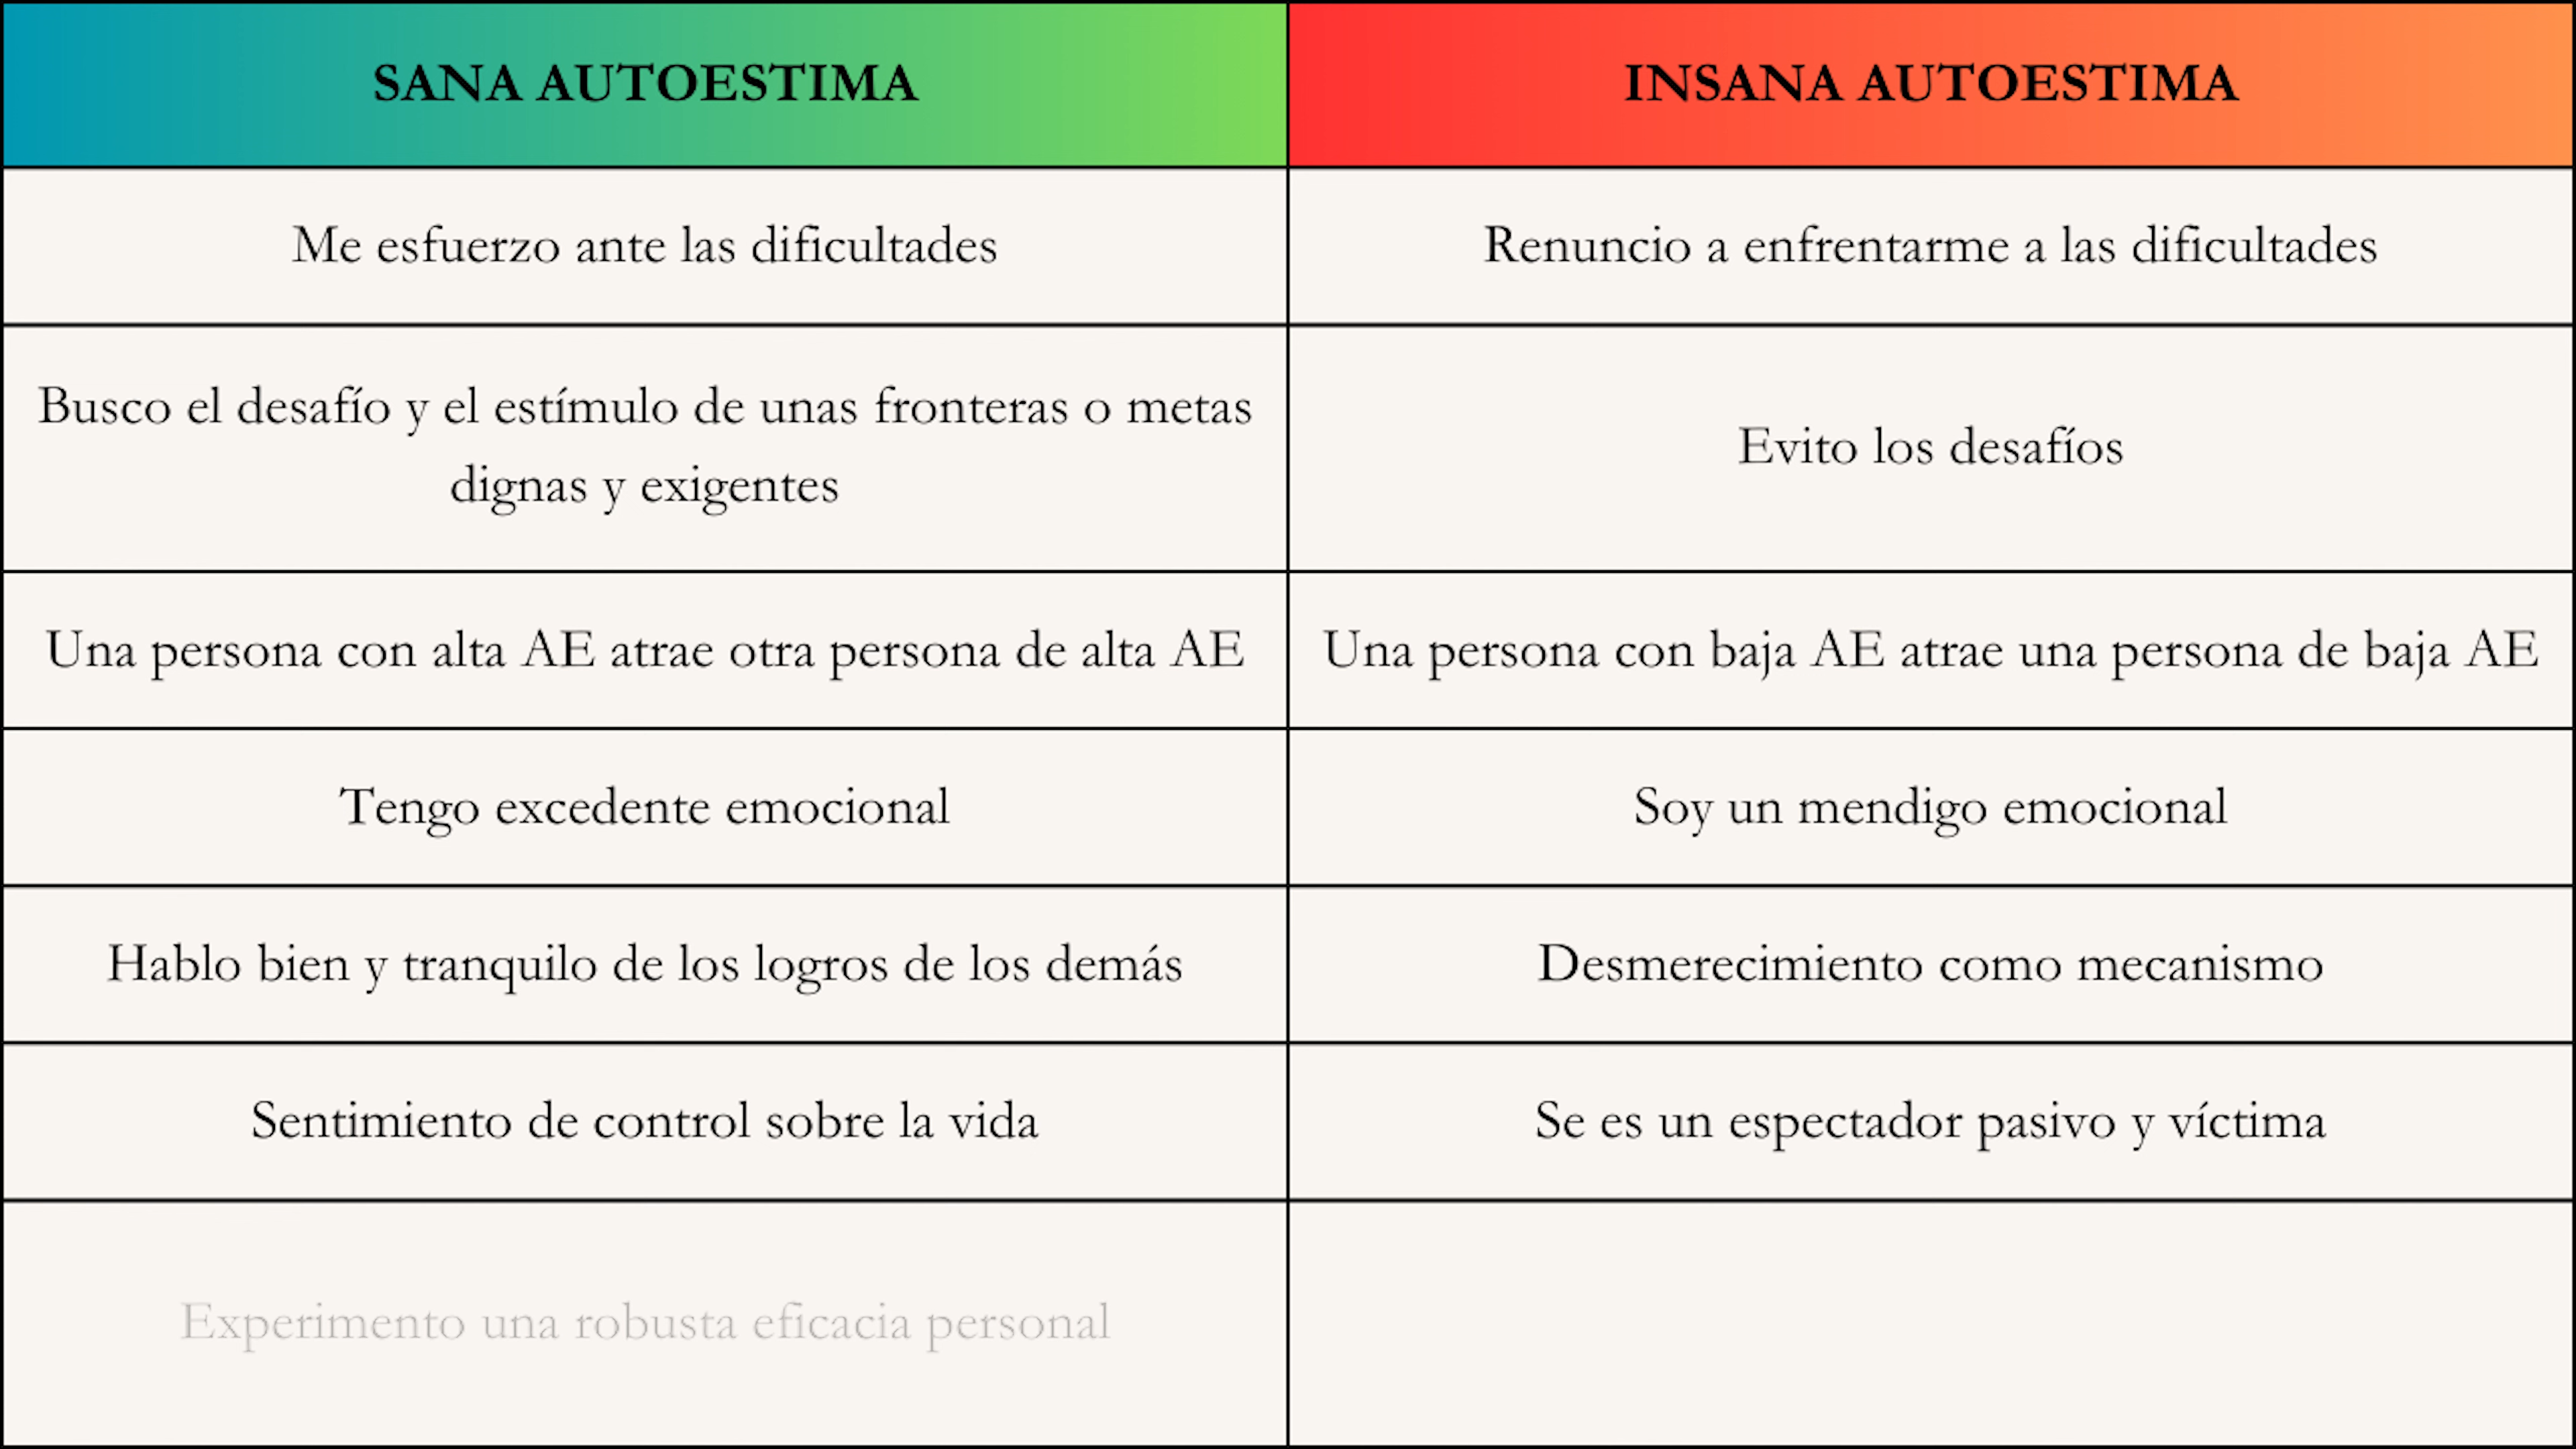 SANA AUTOESTIMA
INSANA AUTOESTIMA
Me esfuerzo ante las dificultades
Renuncio a enfrentarme a las dificultades
Busco el desafío y el estímulo de unas fronteras o metas
dignas y exigentes
Evito los desafíos
Una persona con alta AE atrae otra persona de alta AE
Una persona con baja AE atrae una persona de baja AE
Tengo excedente emocional
Soy un mendigo emocional
Hablo bien y tranquilo de los logros de los demás
Desmerecimiento como mecanismo
Sentimiento de control sobre la vida
Se es un espectador pasivo y víctima
Experimento una robusta eficacia personal